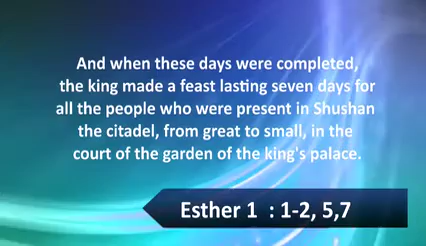 And when these days were completed,
the king made a feast lasting seven days for
all the people who were present in Shushan
the citadel, from great to small, in the
court of the garden of the king's palace.
Esther 1 : 1-2, 5,7